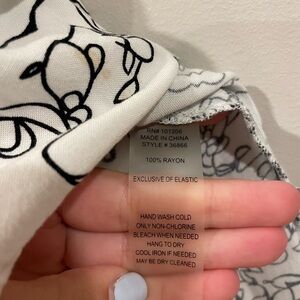 RN# 101206
MADE IN CHINA
STYLE # 36866
100% RAYON
EXCLUSIVE OF ELASTIC
HAND WASH COLD
ONLY NON-CHLORINE
BLEACH WHEN NEEDED
HANG TO DRY
COOL IRON IF NEEDED
MAY BE DRY CLEANED